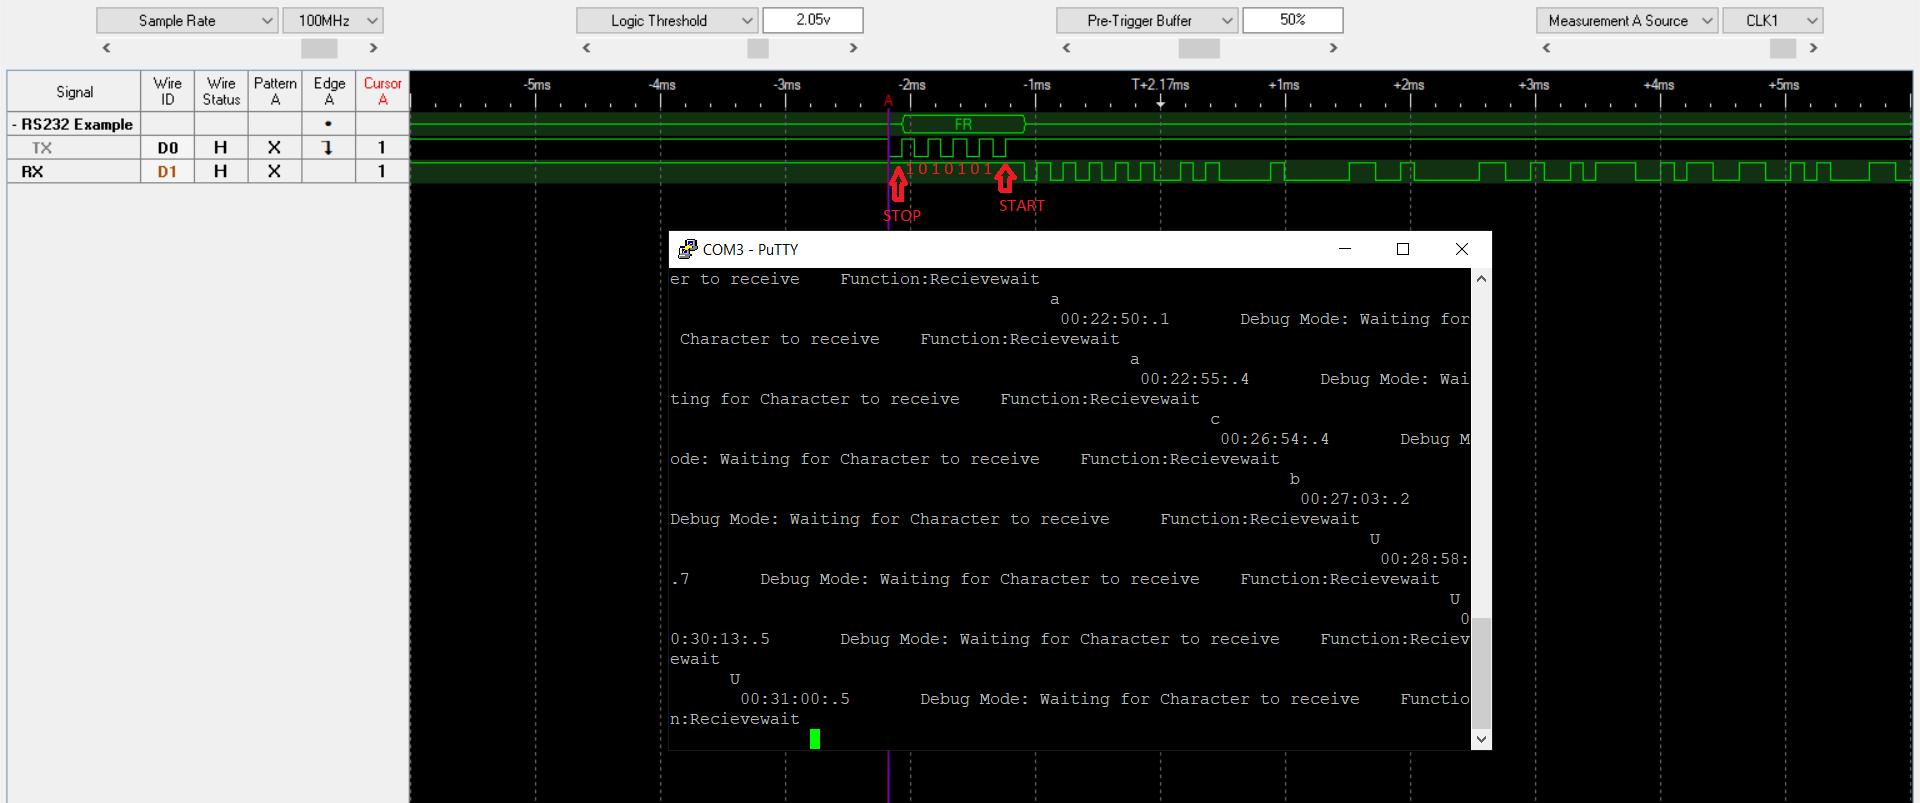 Sample Rate 100MHz Logic Threshold 2.05v Pre-Trigger Buffer 50% Measurement A Source CLK1
Signal Wire ID Wire Status Pattern A Edge A Cursor A
-5ms -4ms -3ms -2ms -1ms T+2.17ms +1ms +2ms +3ms +4ms +5ms
A
- RS232 Example FR
TX D0 H X 1
RX D1 H X 1
1 0 1 0 1 0 1
STOP START
COM3 - PuTTY
er to receive    Function:Recievewait
a
00:22:50:.1       Debug Mode: Waiting for
Character to receive    Function:Recievewait
a
00:22:55:.4       Debug Mode: Wai
ting for Character to receive    Function:Recievewait
c
00:26:54:.4       Debug M
ode: Waiting for Character to receive    Function:Recievewait
b
00:27:03:.2
Debug Mode: Waiting for Character to receive     Function:Recievewait
U
00:28:58:
.7       Debug Mode: Waiting for Character to receive    Function:Recievewait
U
0
0:30:13:.5       Debug Mode: Waiting for Character to receive    Function:Reciev
ewait
U
00:31:00:.5       Debug Mode: Waiting for Character to receive    Functio
n:Recievewait